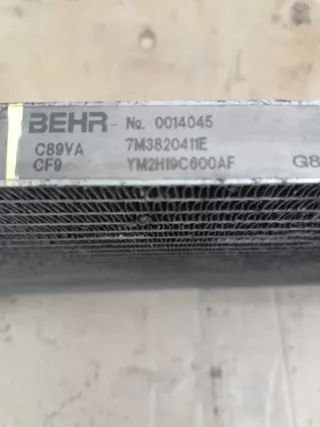 BEHR - No. 0014045
C89VA 7M3820411E
CF9 YM2H19C600AF G8